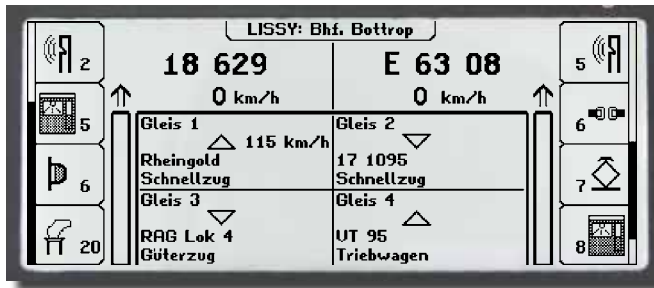 LISSY: Bhf. Bottrop
2
18 629
E 63 08
5
0 km/h
0 km/h
5
6
Gleis 1
115 km/h
Rheingold
Schnellzug
Gleis 2
17 1095
Schnellzug
6
7
Gleis 3
RAG Lok 4
Güterzug
Gleis 4
VT 95
Triebwagen
20
8